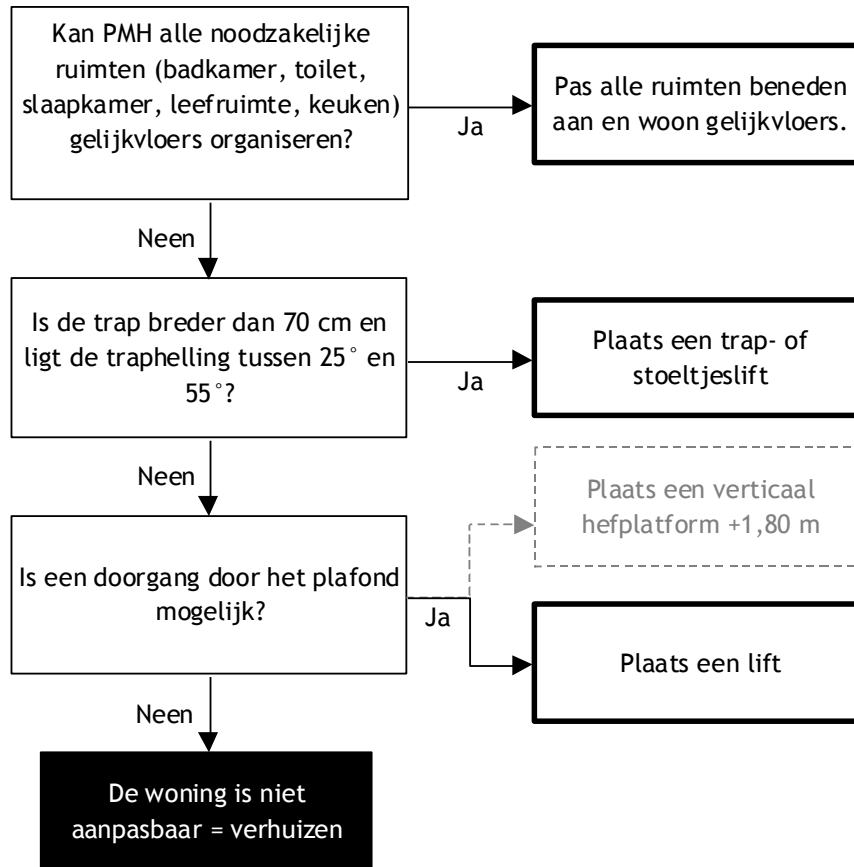 Kan PMH alle noodzakelijke
ruimten (badkamer, toilet,
slaapkamer, leefruimte, keuken)
gelijkvloers organiseren?
Ja
Pas alle ruimten beneden
aan en woon gelijkvloers.
Neen
Is de trap breder dan 70 cm en
ligt de traphelling tussen 25° en
55°?
Ja
Plaats een trap- of
stoeltjeslift
Neen
Is een doorgang door het plafond
mogelijk?
Ja
Plaats een verticaal
hefplatform +1,80 m
Plaats een lift
Neen
De woning is niet
aanpasbaar = verhuizen